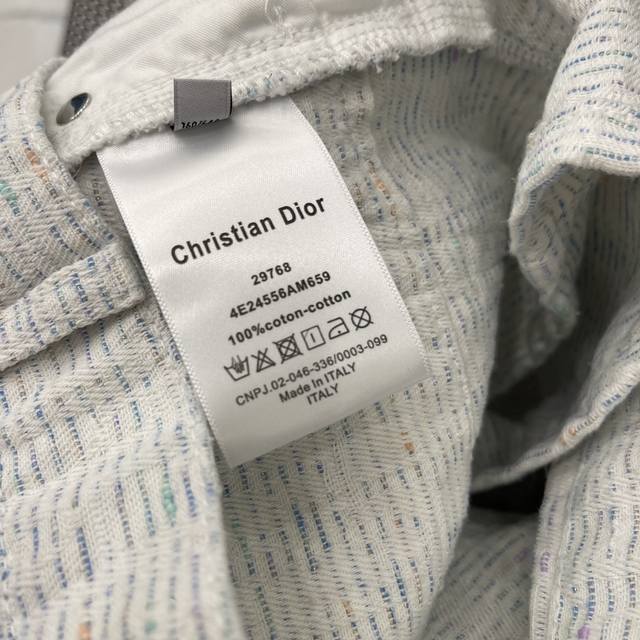 Christian Dior
29768
4E24556AM659
100%coton-cotton
CNPJ.02-046-336/0003-099
Made In ITALY
ITALY